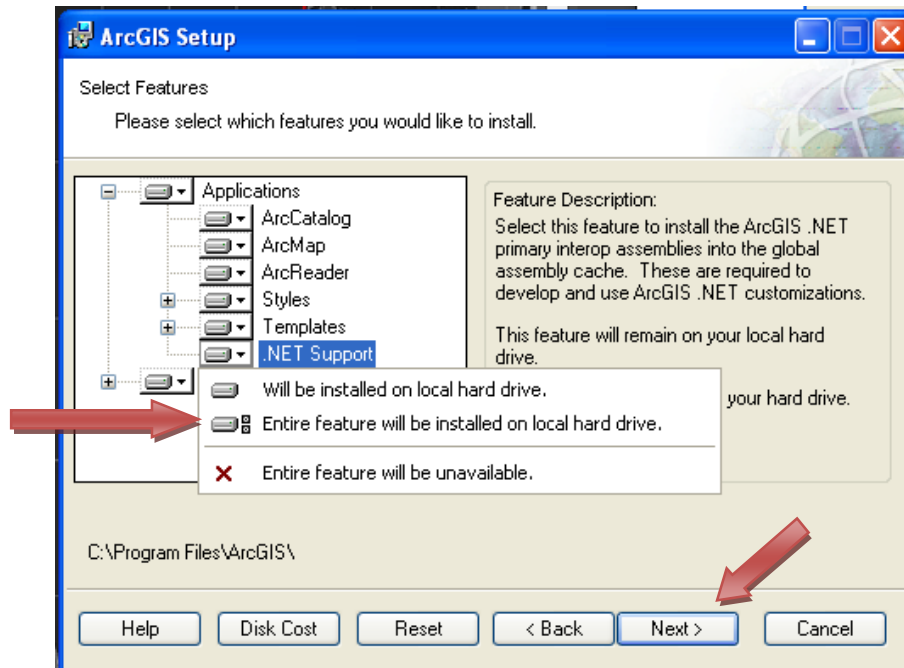 ArcGIS Setup
Select Features
Please select which features you would like to install.
Applications
ArcCatalog
ArcMap
ArcReader
Styles
Templates
.NET Support
Feature Description:
Select this feature to install the ArcGIS .NET
primary interop assemblies into the global
assembly cache. These are required to
develop and use ArcGIS .NET customizations.
This feature will remain on your local hard
drive.
your hard drive.
Will be installed on local hard drive.
Entire feature will be installed on local hard drive.
Entire feature will be unavailable.
C:\Program Files\ArcGIS\
Help
Disk Cost
Reset
< Back
Next >
Cancel